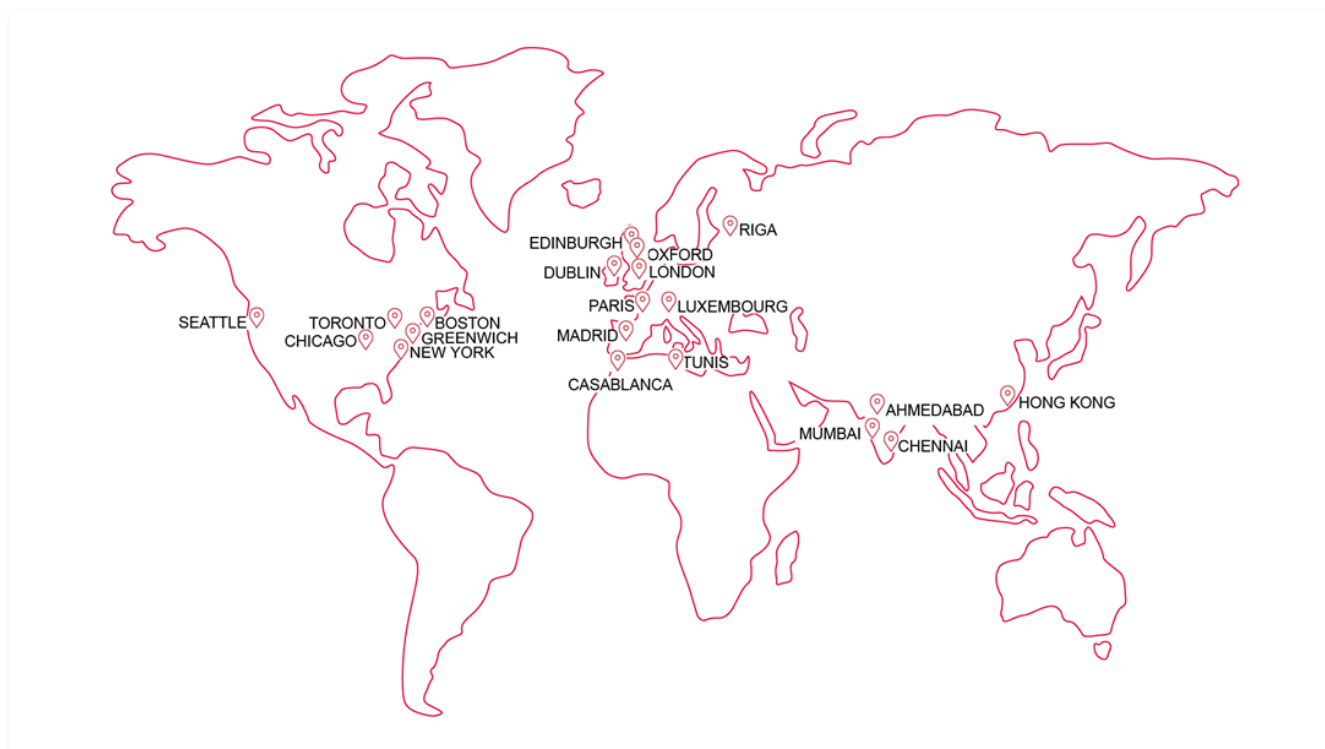 RIGA
EDINBURGH
OXFORD
DUBLIN
LONDON
PARIS
LUXEMBOURG
SEATTLE
TORONTO
BOSTON
MADRID
CHICAGO
GREENWICH
NEW YORK
TUNIS
CASABLANCA
HONG KONG
AHMEDABAD
MUMBAI
CHENNAI